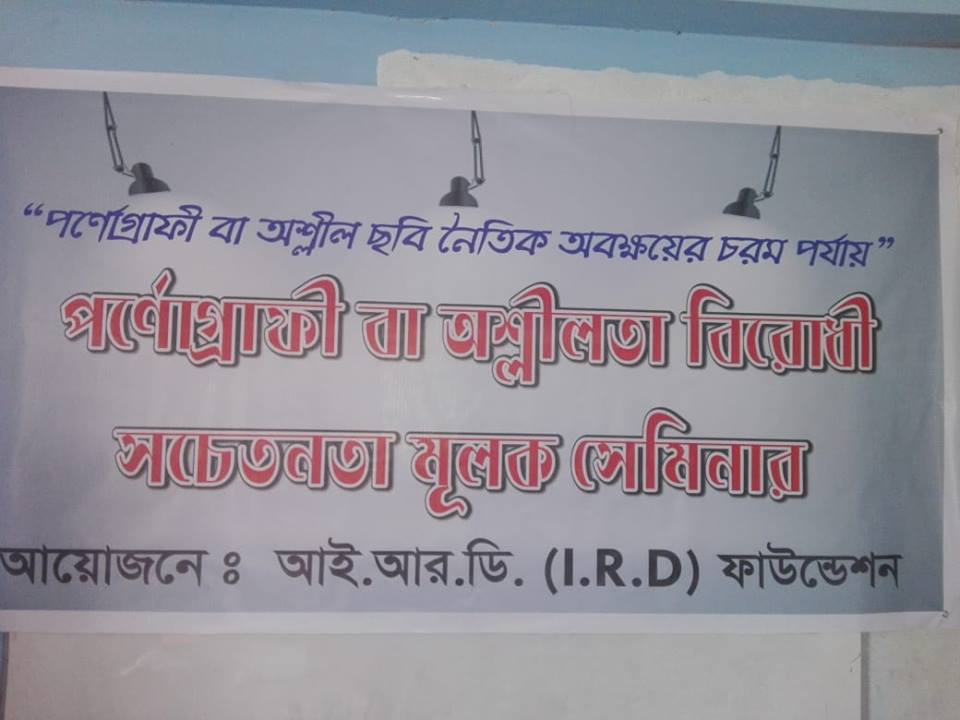 “পর্ণোগ্রাফী বা অশ্লীল ছবি নৈতিক অবক্ষয়ের চরম পর্যায়”
পর্ণোগ্রাফী বা অশ্লীলতা বিরোধী
সচেতনতা মূলক সেমিনার
আয়োজনে ঃ আই.আর.ডি. (I.R.D) ফাউন্ডেশন